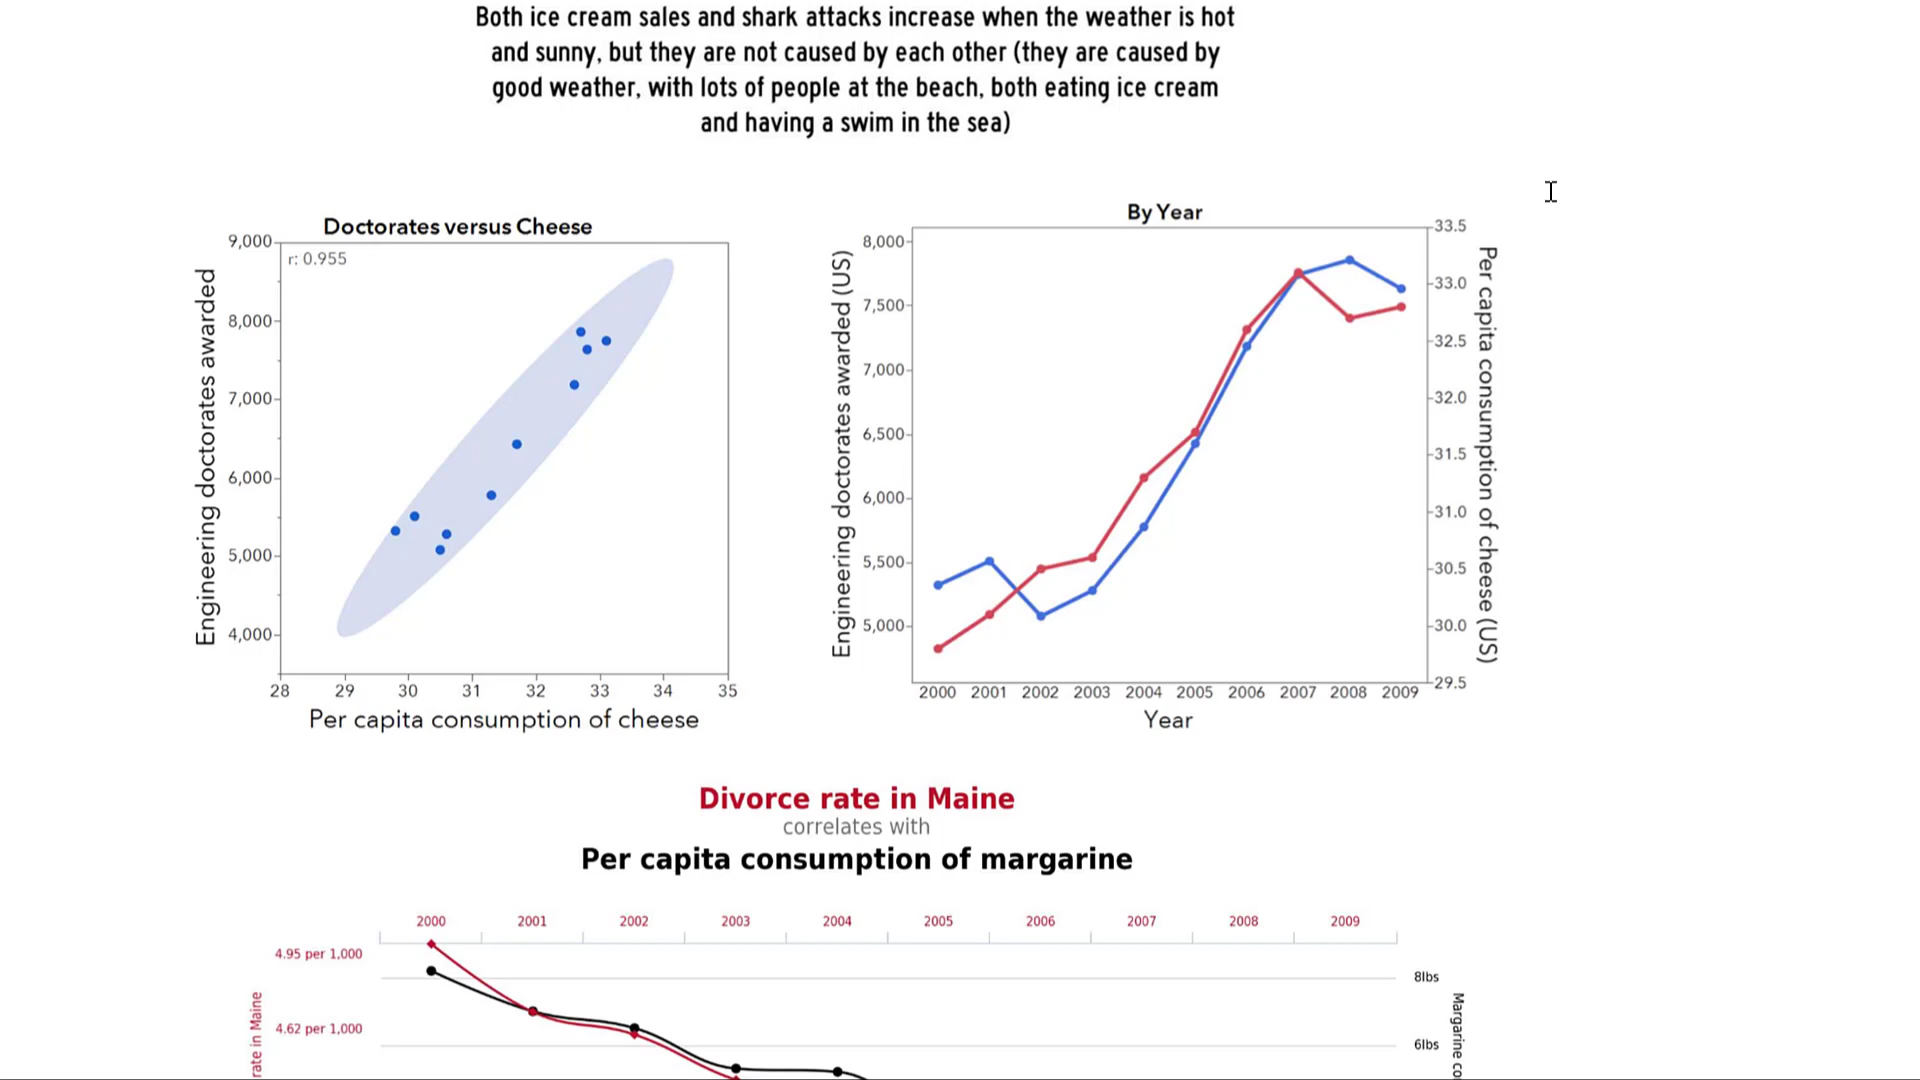 Both ice cream sales and shark attacks increase when the weather is hot
and sunny, but they are not caused by each other (they are caused by
good weather, with lots of people at the beach, both eating ice cream
and having a swim in the sea)
Doctorates versus Cheese
r: 0.955
Engineering doctorates awarded
9,000
8,000
7,000
6,000
5,000
4,000
28 29 30 31 32 33 34 35
Per capita consumption of cheese
By Year
Engineering doctorates awarded (US)
8,000
7,500
7,000
6,500
6,000
5,500
5,000
33.5
33.0
32.5
32.0
31.5
31.0
30.5
30.0
29.5
Per capita consumption of cheese (US)
2000 2001 2002 2003 2004 2005 2006 2007 2008 2009
Year
Divorce rate in Maine
correlates with
Per capita consumption of margarine
2000 2001 2002 2003 2004 2005 2006 2007 2008 2009
4.95 per 1,000
4.62 per 1,000
rate in Maine
8lbs
6lbs
Margarine co